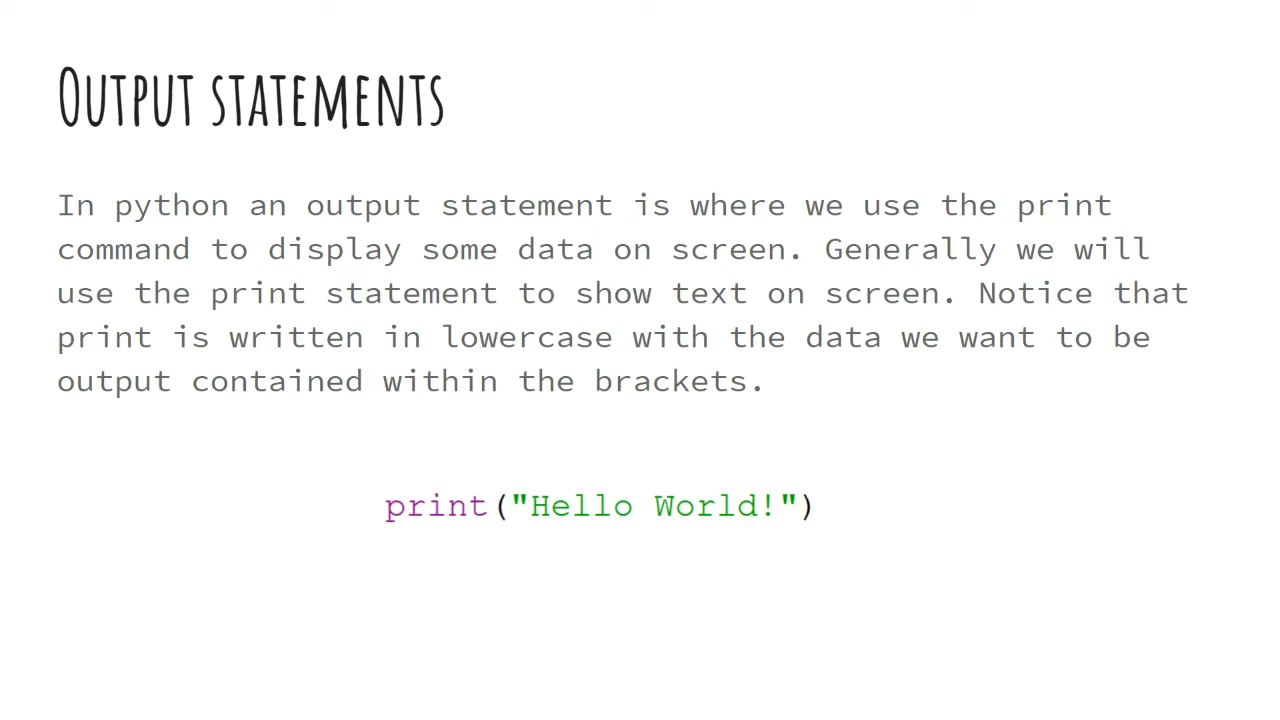 Output statements
In python an output statement is where we use the print
command to display some data on screen. Generally we will
use the print statement to show text on screen. Notice that
print is written in lowercase with the data we want to be
output contained within the brackets.
print("Hello World!")